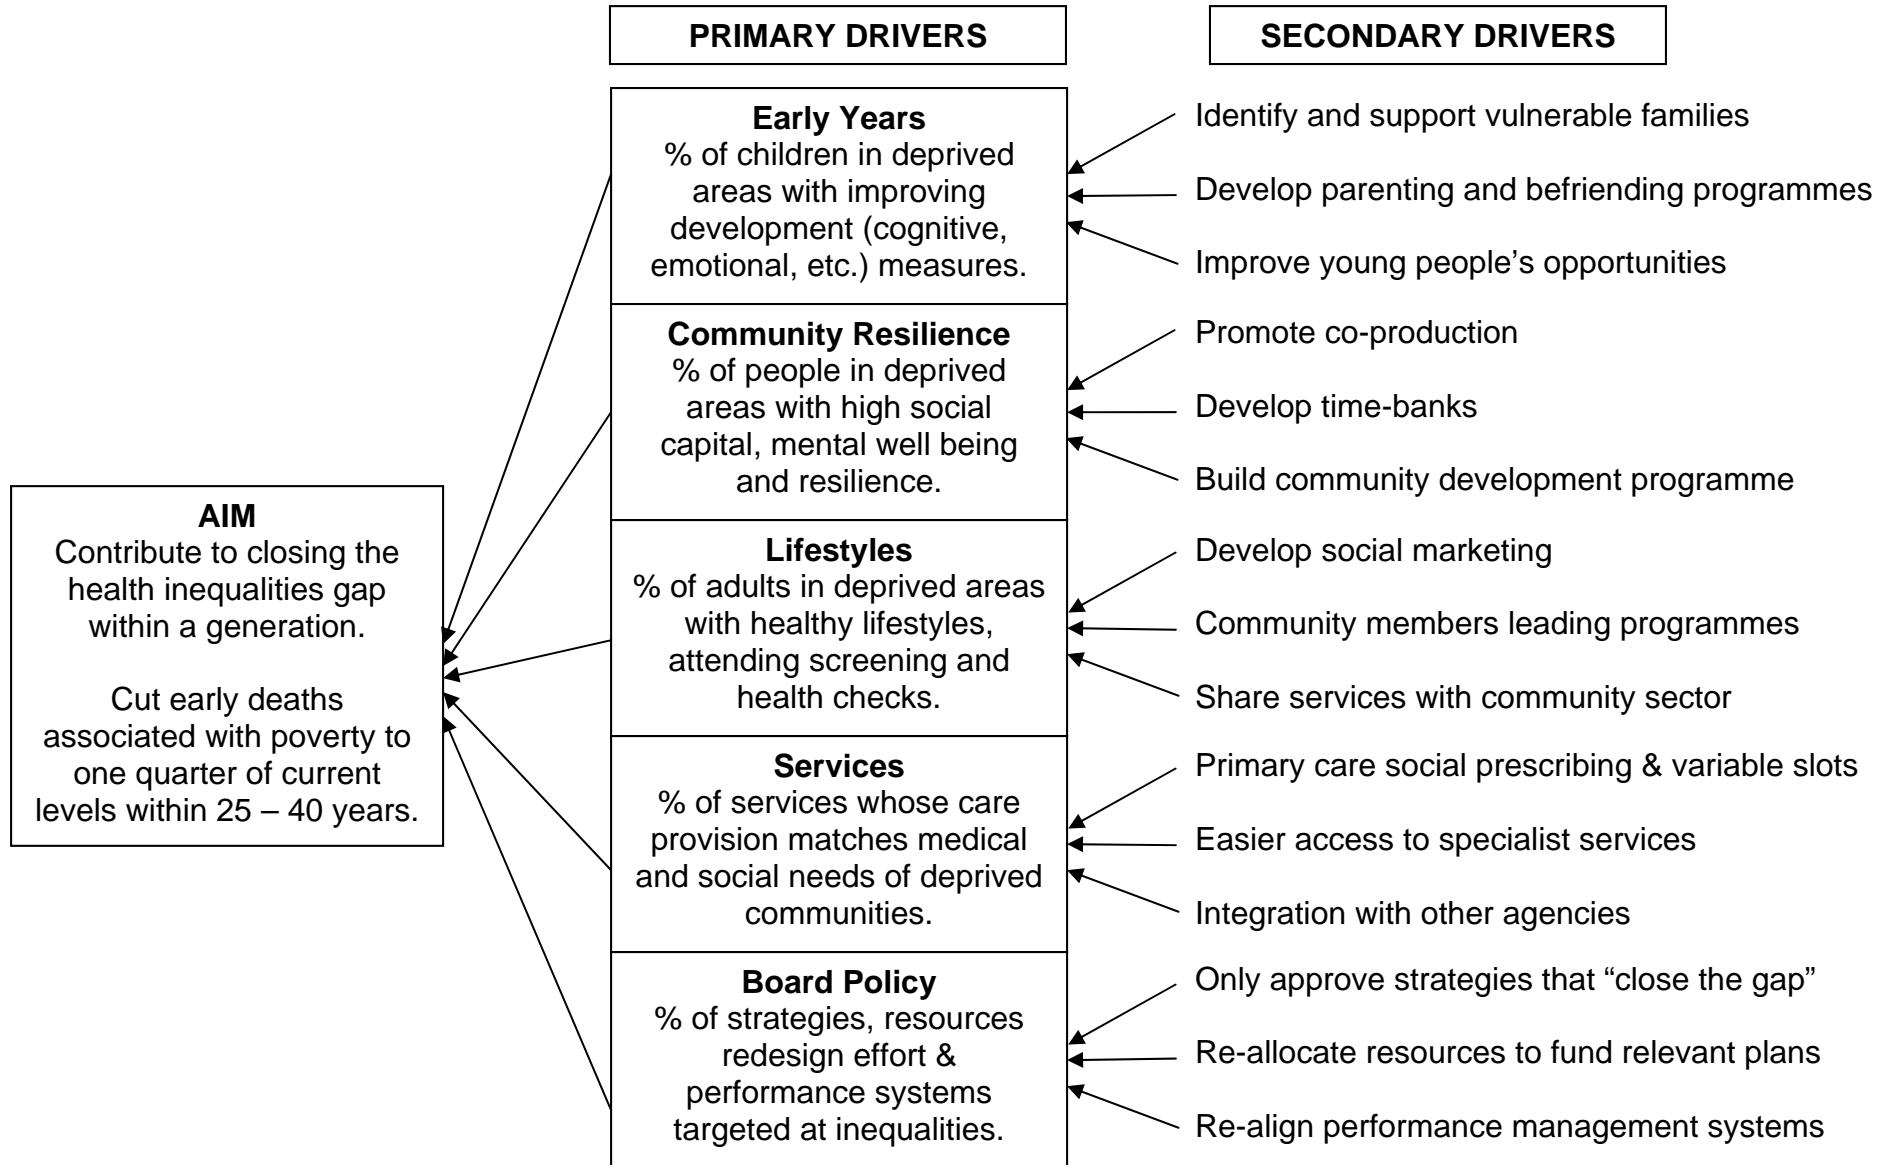 PRIMARY DRIVERS
SECONDARY DRIVERS
AIM
Contribute to closing the
health inequalities gap
within a generation.
Cut early deaths
associated with poverty to
one quarter of current
levels within 25 – 40 years.
Early Years
% of children in deprived
areas with improving
development (cognitive,
emotional, etc.) measures.
Community Resilience
% of people in deprived
areas with high social
capital, mental well being
and resilience.
Lifestyles
% of adults in deprived areas
with healthy lifestyles,
attending screening and
health checks.
Services
% of services whose care
provision matches medical
and social needs of deprived
communities.
Board Policy
% of strategies, resources
redesign effort &
performance systems
targeted at inequalities.
Identify and support vulnerable families
Develop parenting and befriending programmes
Improve young people’s opportunities
Promote co-production
Develop time-banks
Build community development programme
Develop social marketing
Community members leading programmes
Share services with community sector
Primary care social prescribing & variable slots
Easier access to specialist services
Integration with other agencies
Only approve strategies that “close the gap”
Re-allocate resources to fund relevant plans
Re-align performance management systems